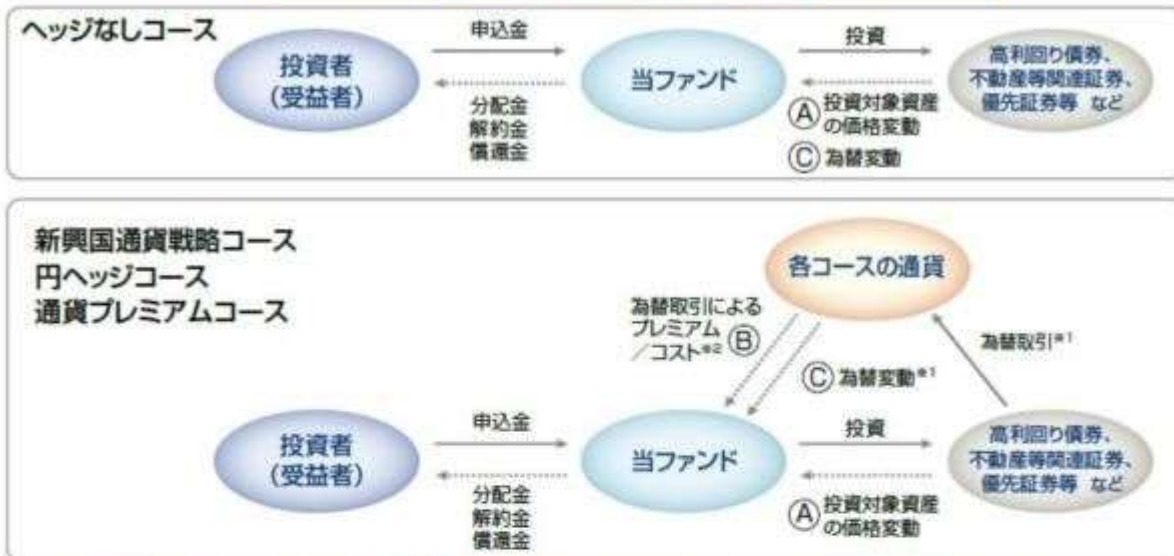 ヘッジなしコース
投資者
(受益者)
申込金
分配金
解約金
償還金
当ファンド
投資
Ⓐ 投資対象資産
の価格変動
Ⓒ 為替変動
高利回り債券、
不動産等関連証券、
優先証券等 など
新興国通貨戦略コース
円ヘッジコース
通貨プレミアムコース
各コースの通貨
為替取引による
プレミアム
/コスト※2 Ⓑ
Ⓒ 為替変動※1
為替取引※1
投資者
(受益者)
申込金
分配金
解約金
償還金
当ファンド
投資
Ⓐ 投資対象資産
の価格変動
高利回り債券、
不動産等関連証券、
優先証券等 など